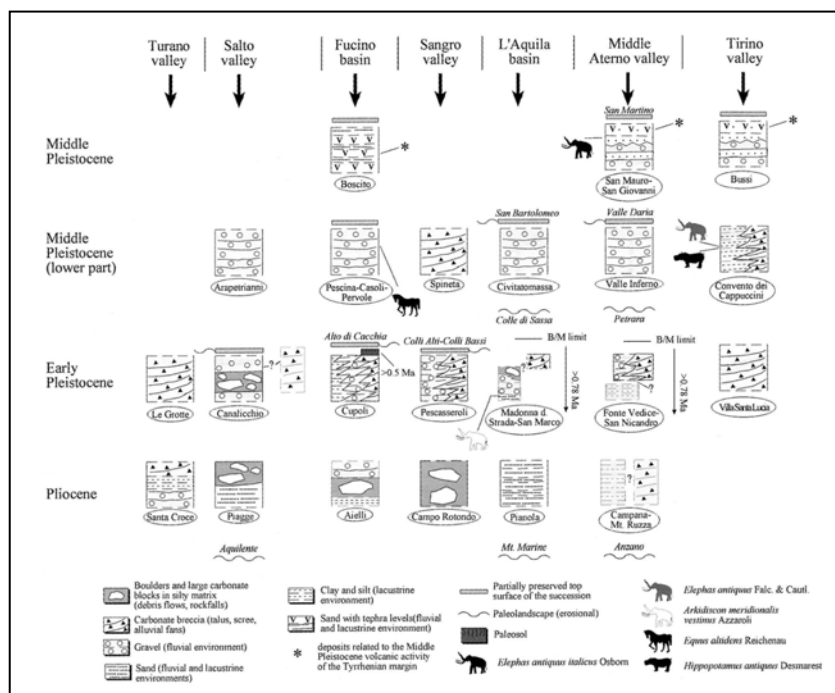 Turano
valley
Salto
valley
Fucino
basin
Sangro
valley
L'Aquila
basin
Middle
Aterno valley
Tirino
valley
Middle
Pleistocene
*
Boscito
San Martino
*
San Mauro-
San Giovanni
*
Bussi
Middle
Pleistocene
(lower part)
Arapetrianni
Pescina-Casoli-
Pervole
Spineta
San Bartolomeo
Civitatomassa
Colle di Sassa
Valle Daria
Valle Inferno
Petrara
Convento dei
Cappuccini
Early
Pleistocene
Le Grotte
?
Canalicchio
Alto di Cacchia
>0.5 Ma
Cupoli
Colli Alti-Colli Bassi
Pescasseroli
B/M limit
>0.78 Ma
Madonna d.
Strada-San Marco
B/M limit
?
>0.78 Ma
Fonte Vedice-
San Nicandro
Villa Santa Lucia
Pliocene
Santa Croce
Piagge
Aquilente
Aielli
Campo Rotondo
Pianola
Mt. Marine
?
Campana-
Mt. Ruzza
Anzano
Boulders and large carbonate
blocks in silty matrix
(debris flows, rockfalls)
Carbonate breccia (talus, scree,
alluvial fans)
Gravel (fluvial environment)
Sand (fluvial and lacustrine
environments)
Clay and silt (lacustrine
environment)
Sand with tephra levels(fluvial
and lacustrine environment)
* deposits related to the Middle
Pleistocene volcanic activity
of the Tyrrhenian margin
Partially preserved top
surface of the succession
Paleolandscape (erosional)
Paleosol
Elephas antiquus italicus Osborn
Elephas antiquus Falc. & Cautl.
Arkidiscon meridionalis
vestinus Azzaroli
Equus altidens Reichenau
Hippopotamus antiquus Desmarest